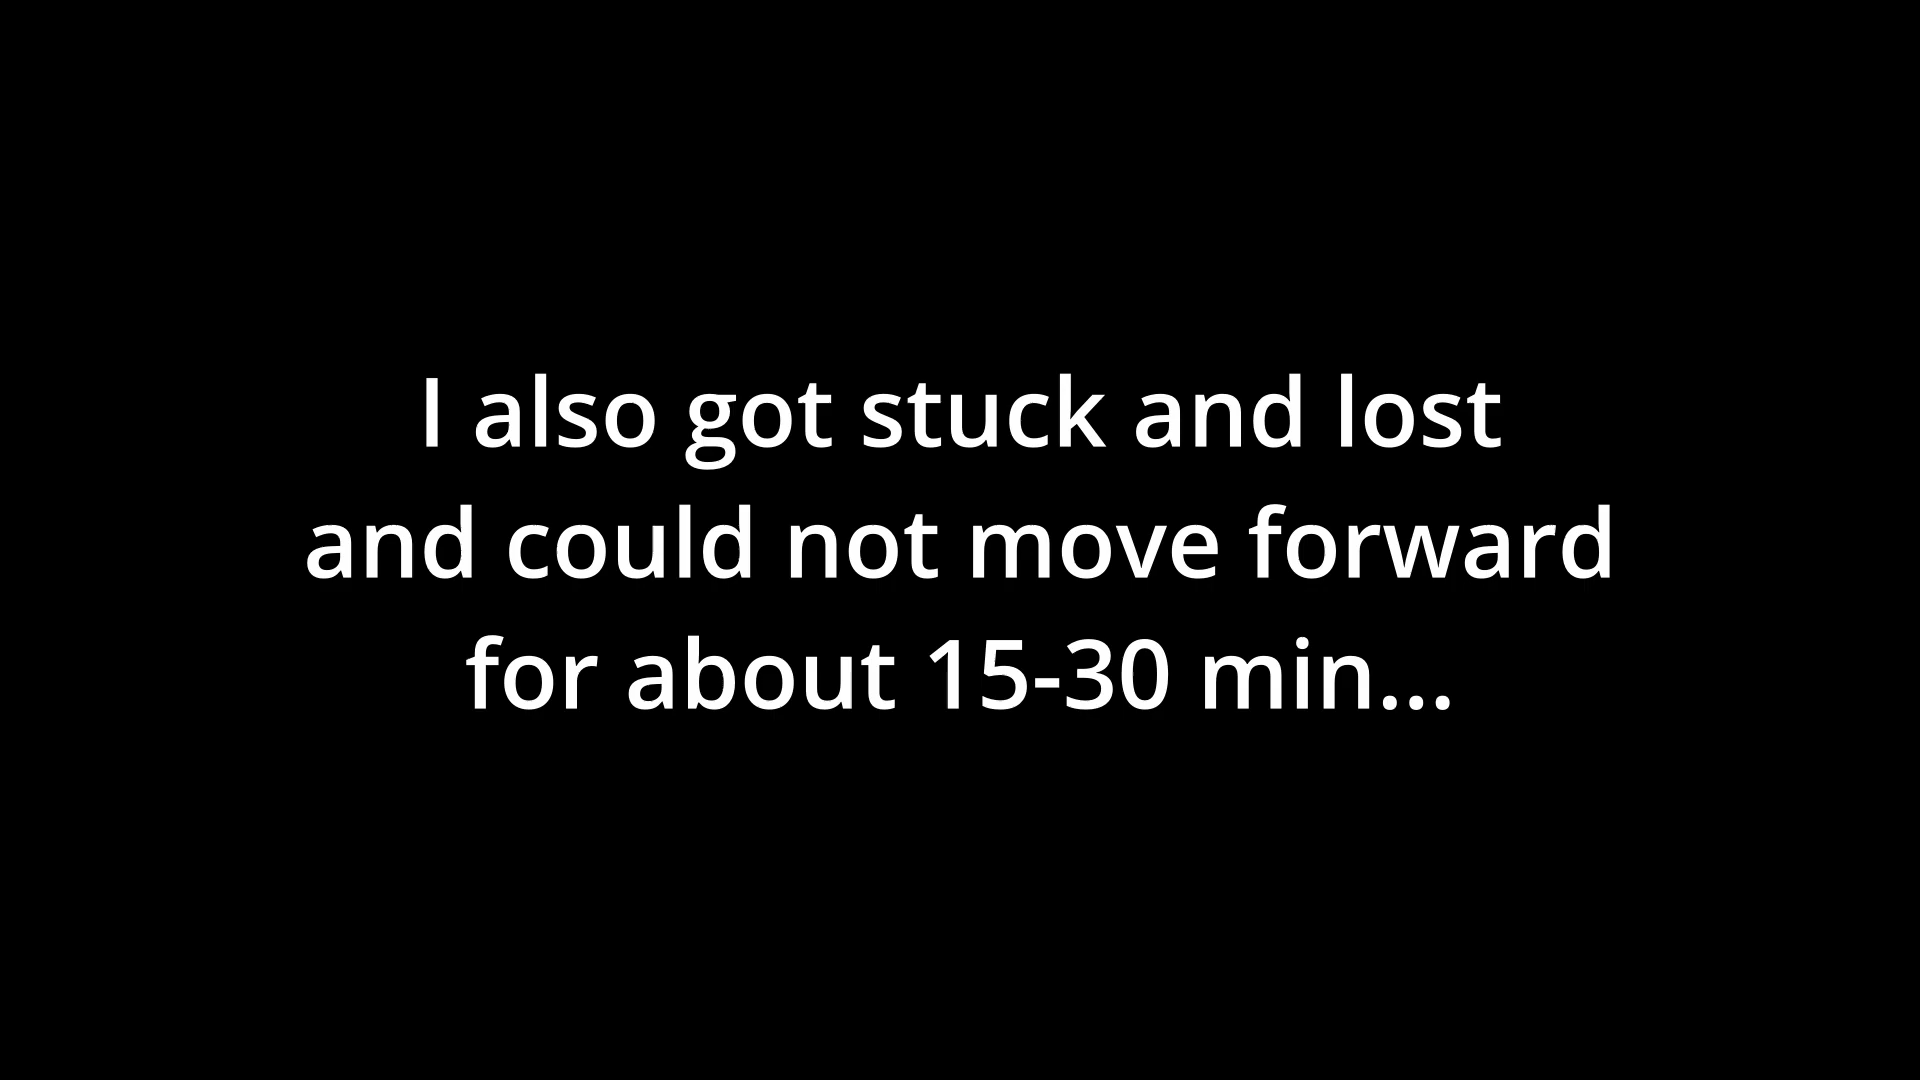 I also got stuck and lost
and could not move forward
for about 15-30 min...